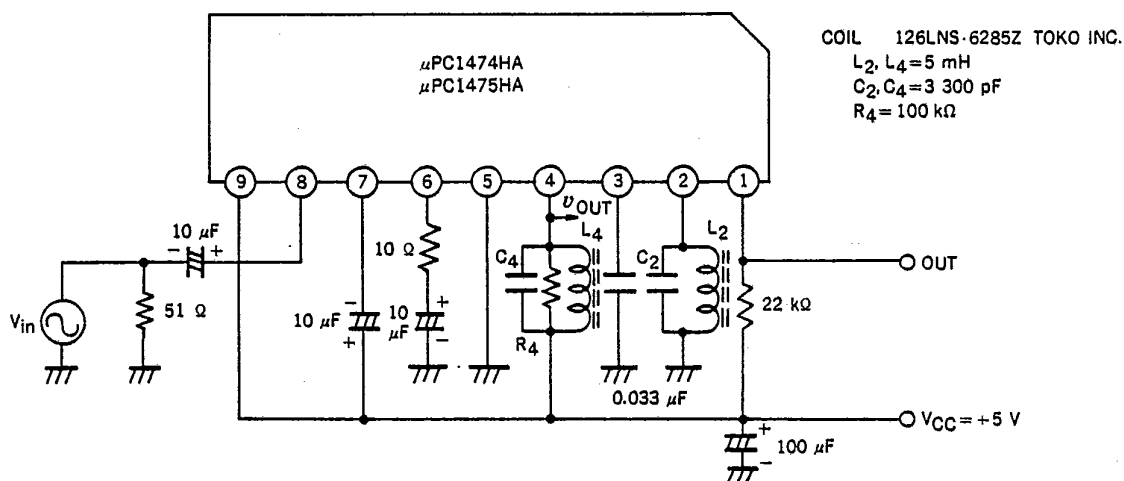 μPC1474HA
μPC1475HA
COIL 126LNS·6285Z TOKO INC.
L2, L4=5 mH
C2, C4=3 300 pF
R4=100 kΩ
9 8 7 6 5 4 3 2 1
vOUT
10 μF
- +
10 Ω
C4
L4
C2
L2
OUT
Vin
51 Ω
-
10 μF
+
+
10 μF
-
R4
22 kΩ
0.033 μF
VCC=+5 V
+
100 μF
-